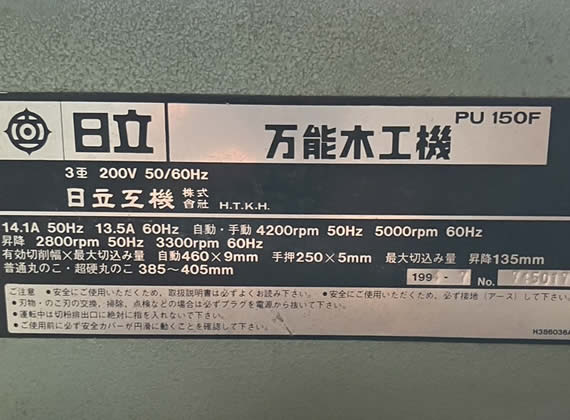 日立 万能木工機 PU 150F
3相 200V 50/60Hz
日立工機 株式會社 H.T.K.H.
14.1A 50Hz 13.5A 60Hz 自動・手動 4200rpm 50Hz 5000rpm 60Hz
昇降 2800rpm 50Hz 3300rpm 60Hz
有効切削幅×最大切込み量 自動460×9mm 手押250×5mm 最大切込み量 昇降135mm
普通丸のこ・超硬丸のこ 385〜405mm
199 - 7 No. 745017
ご注意 •安全にご使用いただくため、取扱説明書は必ずよくお読み下さい。 •安全にご使用いただくため、必ず接地(アース)して下さい。
•刃物・のこ刃の交換、掃除、点検などの場合は必ずプラグを電源から抜いて下さい。
•運転中は切粉排出口に絶対に指を入れないで下さい。
•ご使用前に必ず安全カバーが円滑に動くことを確認して下さい。
H386036